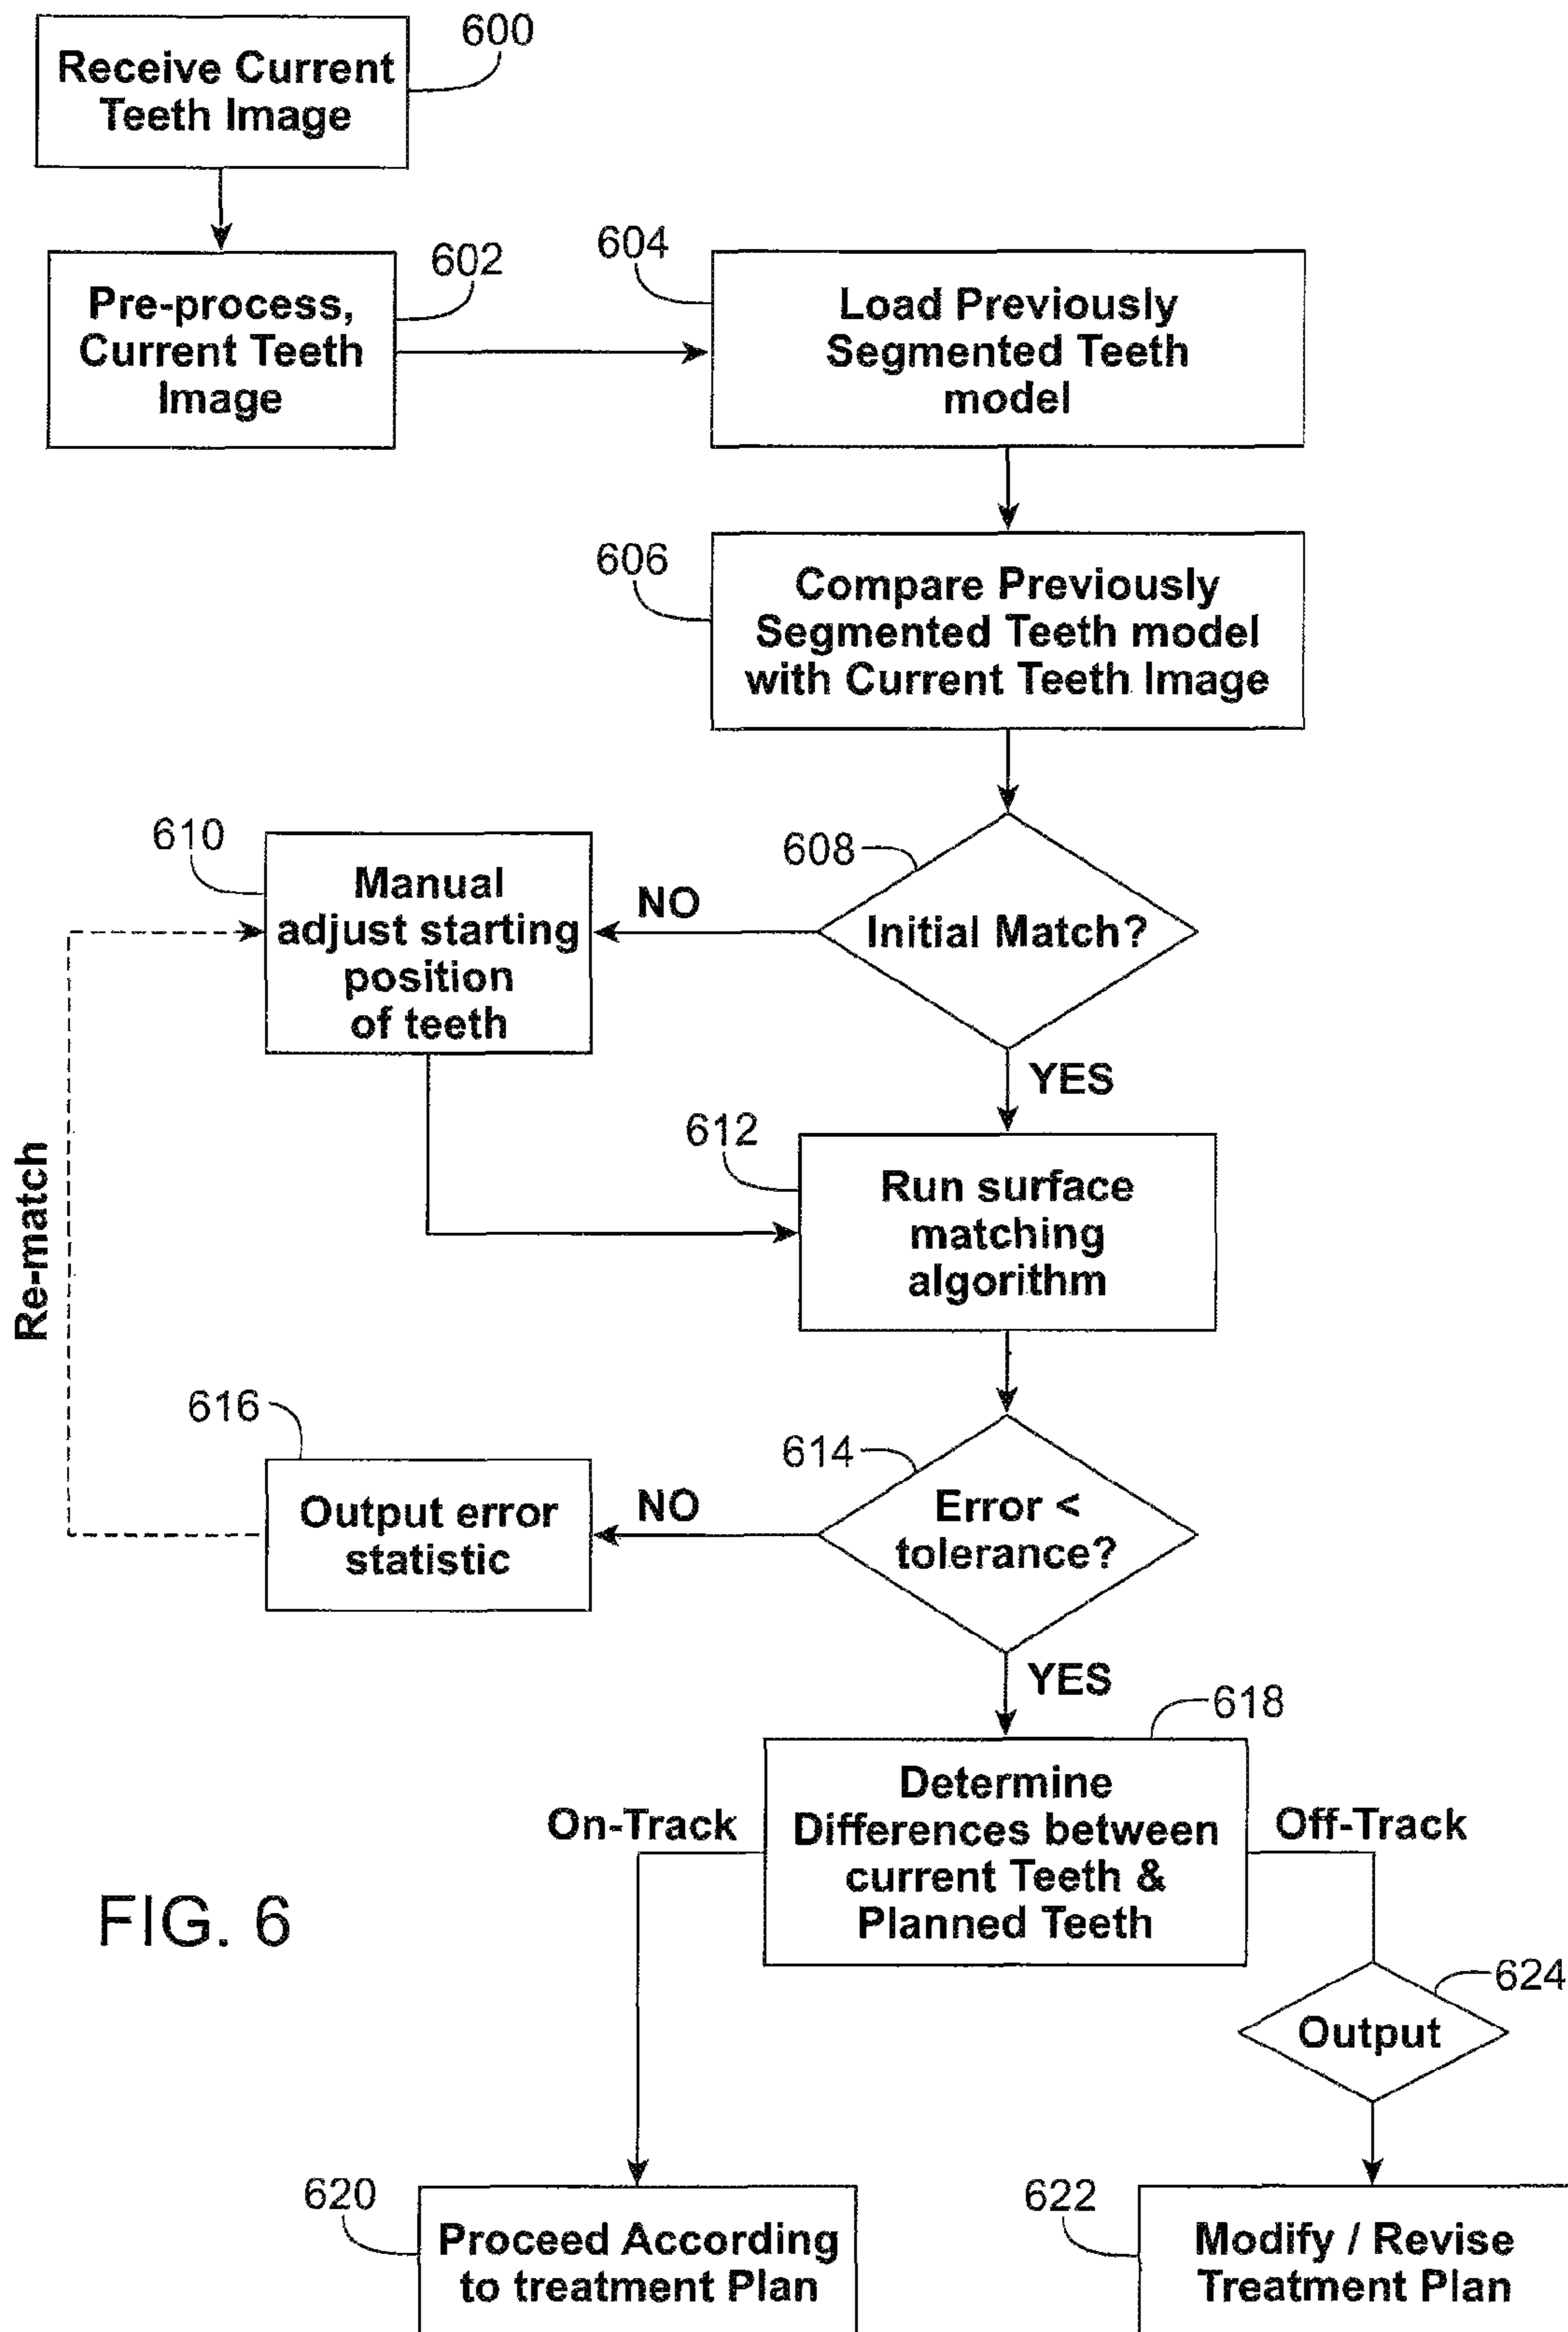 600
Receive Current
Teeth Image
602
Pre-process,
Current Teeth
Image
604
Load Previously
Segmented Teeth
model
606
Compare Previously
Segmented Teeth model
with Current Teeth Image
608
Initial Match?
NO
YES
610
Manual
adjust starting
position
of teeth
612
Run surface
matching
algorithm
Re-match
614
Error <
tolerance?
NO
YES
616
Output error
statistic
618
Determine
Differences between
current Teeth &
Planned Teeth
On-Track
Off-Track
FIG. 6
624
Output
620
Proceed According
to treatment Plan
622
Modify / Revise
Treatment Plan